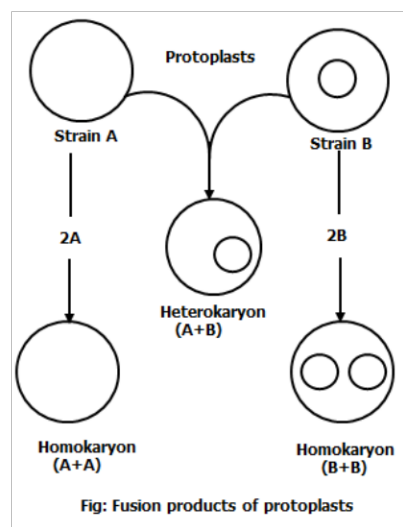 Protoplasts
Strain A
Strain B
2A
2B
Heterokaryon
(A+B)
Homokaryon
(A+A)
Homokaryon
(B+B)
Fig: Fusion products of protoplasts